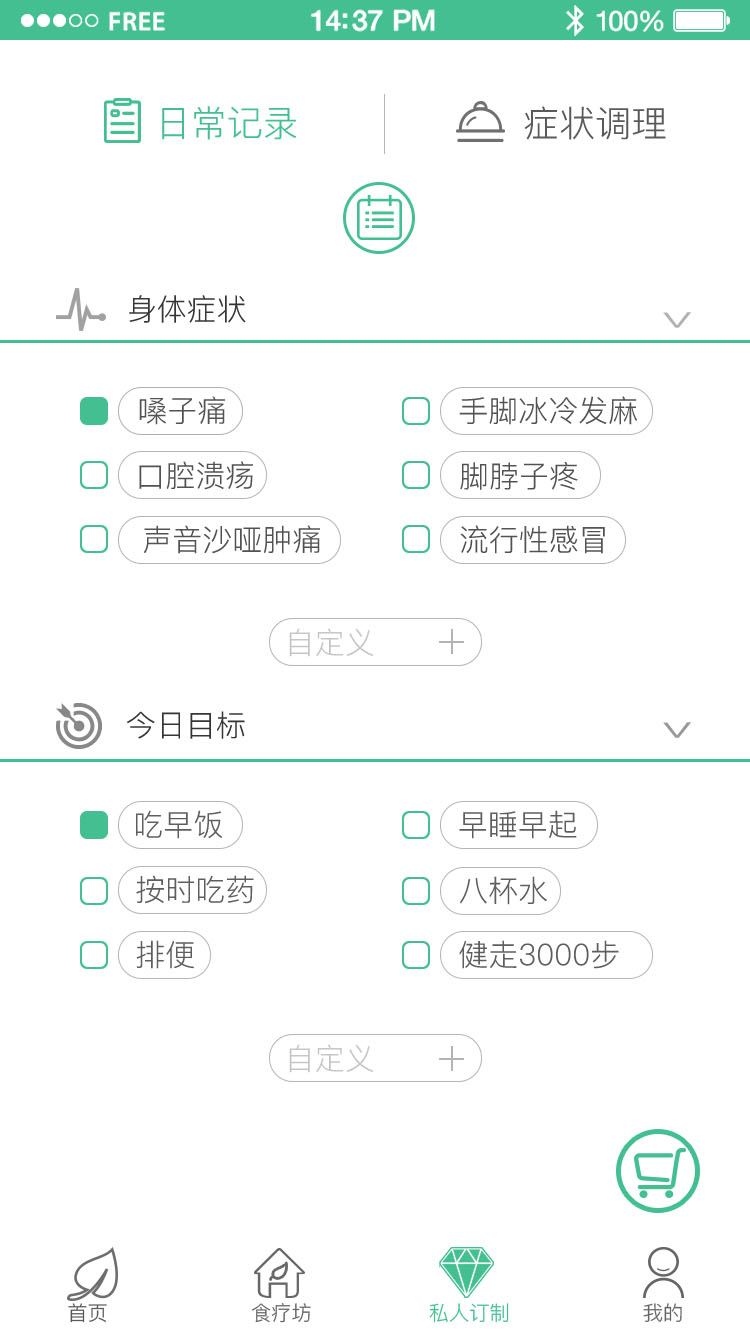 FREE 14:37 PM 100%
日常记录 症状调理
身体症状
嗓子痛 手脚冰冷发麻
口腔溃疡 脚脖子疼
声音沙哑肿痛 流行性感冒
自定义
今日目标
吃早饭 早睡早起
按时吃药 八杯水
排便 健走3000步
自定义
首页 食疗坊 私人订制 我的